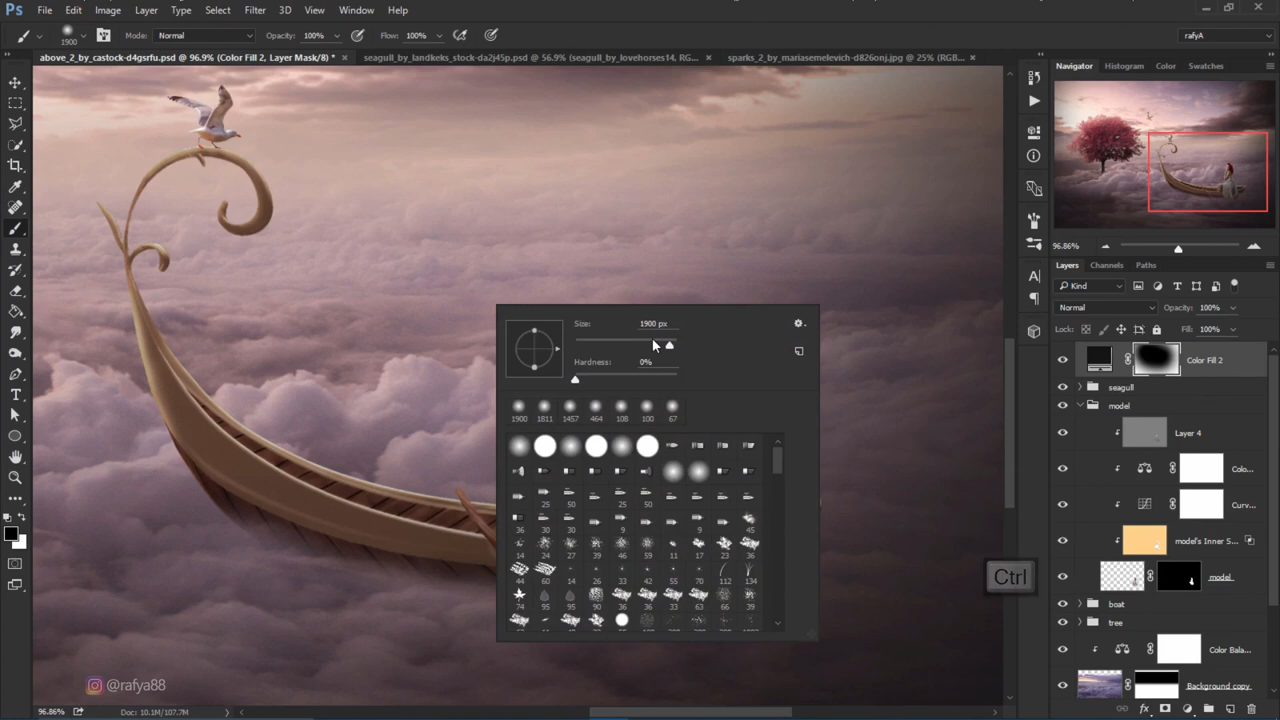 Ps File Edit Image Layer Type Select Filter 3D View Window Help
1900 Mode: Normal Opacity: 100% Flow: 100% rafyA
above_2_by_castock-d4gsrfu.psd @ 96.9% (Color Fill 2, Layer Mask/8) * × seagull_by_landkeks_stock-da2j45p.psd @ 56.9% (seagull_by_lovehorses14, RG... × sparks_2_by_mariasemelevich-d826onj.jpg @ 25% (RGB... ×
Navigator Histogram Color Swatches
96.86%
Layers Channels Paths
Kind
Normal Opacity: 100%
Lock: Fill: 100%
Color Fill 2
seagull
model
Layer 4
Colo...
Curv...
model's Inner S...
model
boat
tree
Color Bala...
Background copy
Size: 1900 px
Hardness: 0%
1900 1811 1457 464 108 100 67
25 50 25 50
36 30 30 9 9 45
14 24 27 39 46 59 11 17 23 36
44 60 14 26 33 42 55 70 112 134
74 95 95 90 36 36 33 63 66 39
Ctrl
@rafya88
96.86% Doc: 10.1M/107.7M